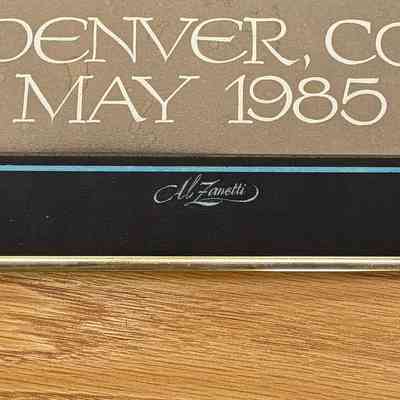 DENVER, CO
MAY 1985
Al Zanetti